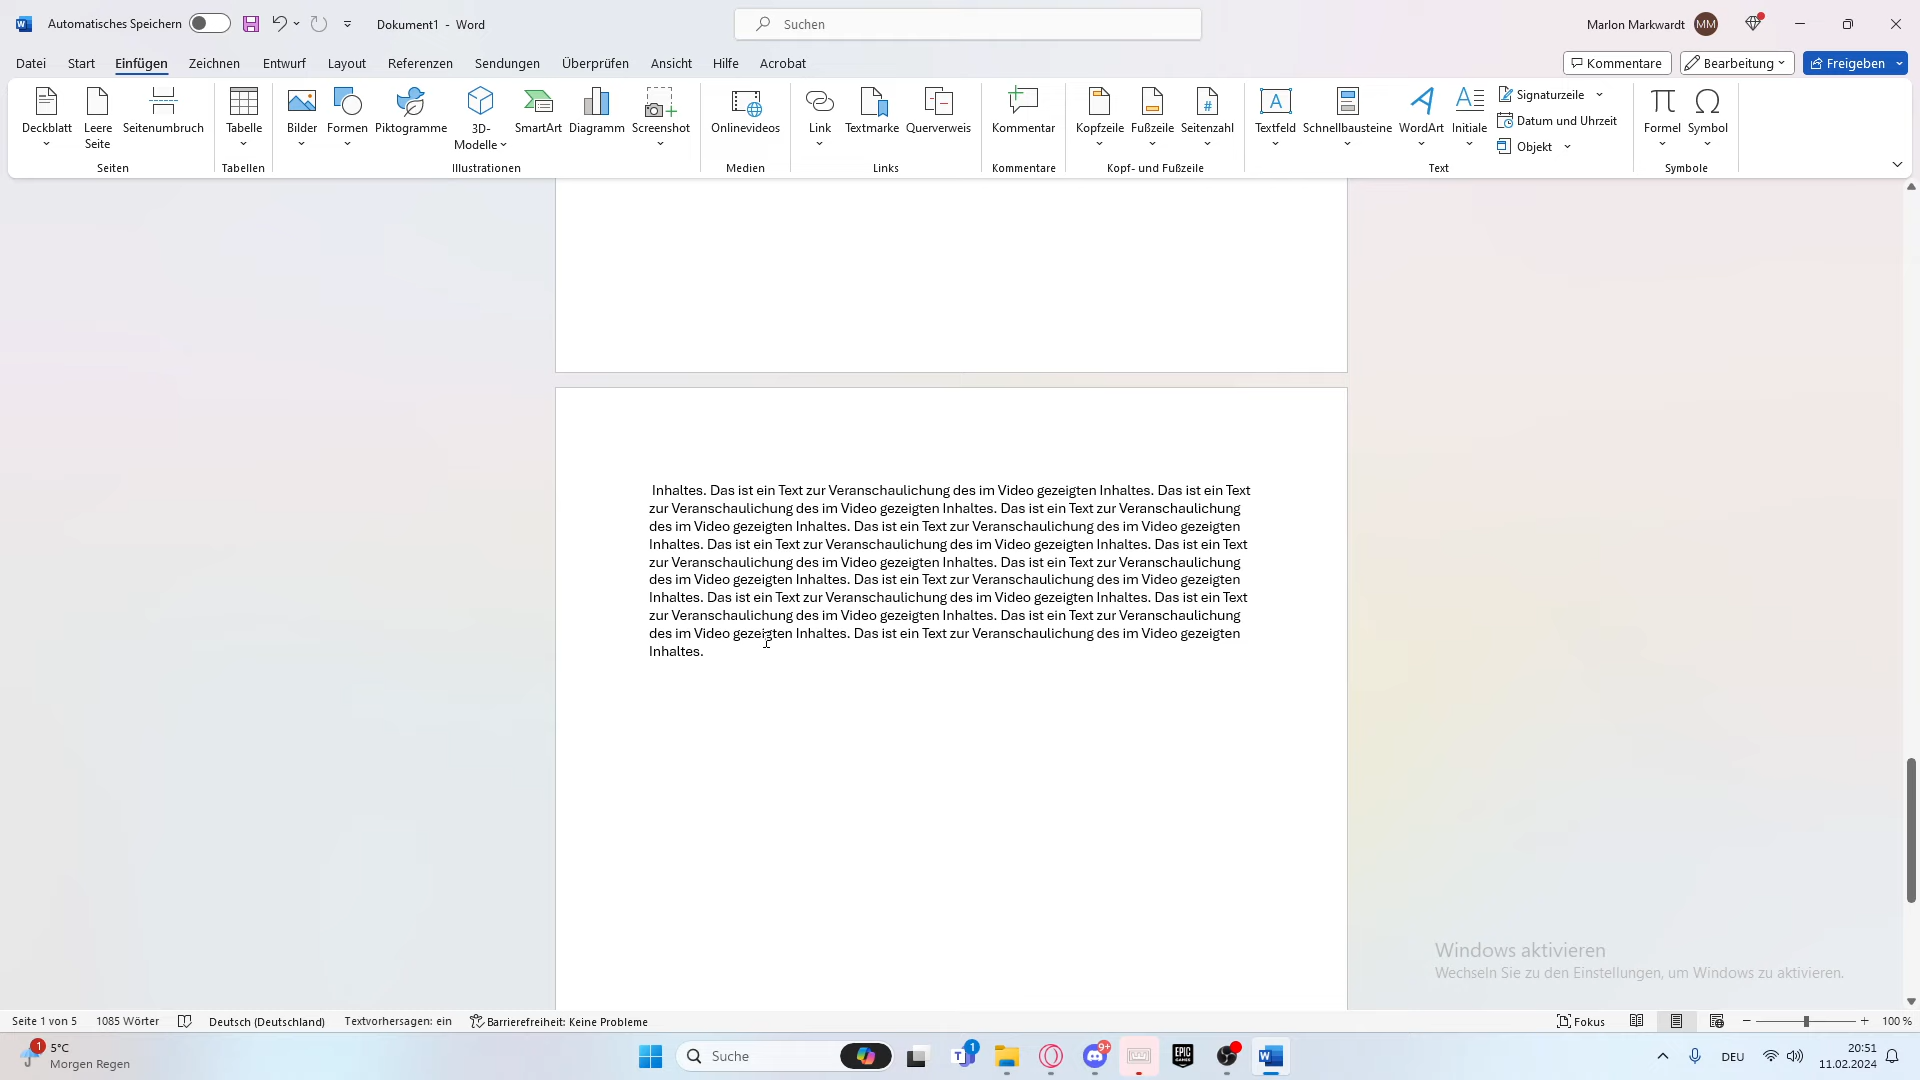 Automatisches Speichern
Dokument1 - Word
Suchen
Marlon Markwardt
MM
Datei
Start
Einfügen
Zeichnen
Entwurf
Layout
Referenzen
Sendungen
Überprüfen
Ansicht
Hilfe
Acrobat
Kommentare
Bearbeitung
Freigeben
Deckblatt
Leere
Seite
Seitenumbruch
Tabelle
Bilder
Formen
Piktogramme
3D-
Modelle
SmartArt
Diagramm
Screenshot
Onlinevideos
Link
Textmarke
Querverweis
Kommentar
Kopfzeile
Fußzeile
Seitenzahl
Textfeld
Schnellbausteine
WordArt
Initiale
Signaturzeile
Datum und Uhrzeit
Objekt
Formel
Symbol
Seiten
Tabellen
Illustrationen
Medien
Links
Kommentare
Kopf- und Fußzeile
Text
Symbole
Inhaltes. Das ist ein Text zur Veranschaulichung des im Video gezeigten Inhaltes. Das ist ein Text
zur Veranschaulichung des im Video gezeigten Inhaltes. Das ist ein Text zur Veranschaulichung
des im Video gezeigten Inhaltes. Das ist ein Text zur Veranschaulichung des im Video gezeigten
Inhaltes. Das ist ein Text zur Veranschaulichung des im Video gezeigten Inhaltes. Das ist ein Text
zur Veranschaulichung des im Video gezeigten Inhaltes. Das ist ein Text zur Veranschaulichung
des im Video gezeigten Inhaltes. Das ist ein Text zur Veranschaulichung des im Video gezeigten
Inhaltes. Das ist ein Text zur Veranschaulichung des im Video gezeigten Inhaltes. Das ist ein Text
zur Veranschaulichung des im Video gezeigten Inhaltes. Das ist ein Text zur Veranschaulichung
des im Video gezeigten Inhaltes. Das ist ein Text zur Veranschaulichung des im Video gezeigten
Inhaltes.
Windows aktivieren
Wechseln Sie zu den Einstellungen, um Windows zu aktivieren.
Seite 1 von 5
1085 Wörter
Deutsch (Deutschland)
Textvorhersagen: ein
Barrierefreiheit: Keine Probleme
Fokus
100 %
1
5°C
Morgen Regen
Suche
1
9+
EPIC
GAMES
DEU
20:51
11.02.2024